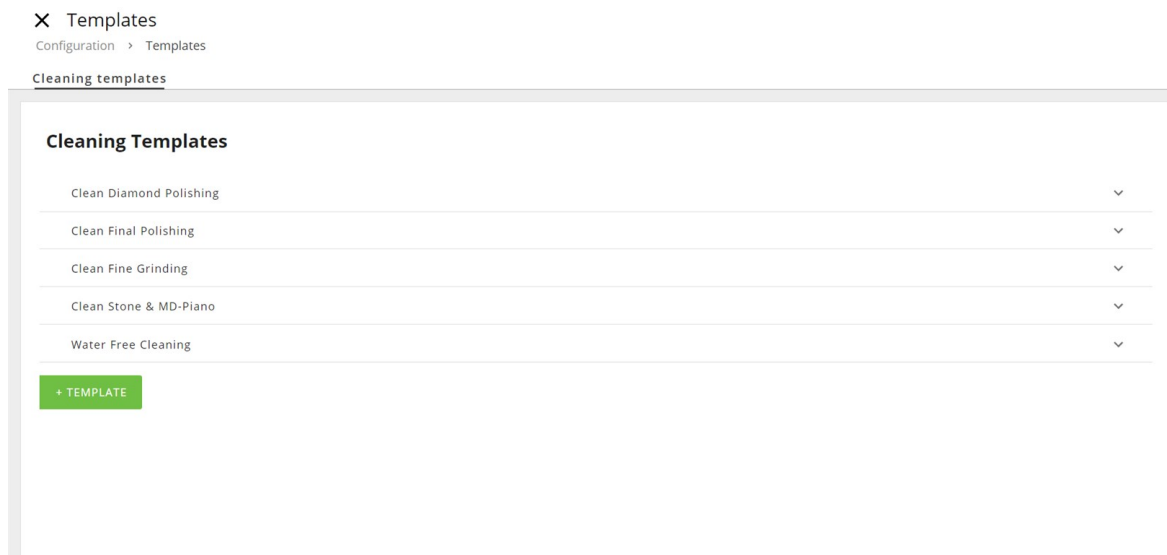 Templates
Configuration > Templates
Cleaning templates
Cleaning Templates
Clean Diamond Polishing
Clean Final Polishing
Clean Fine Grinding
Clean Stone & MD-Piano
Water Free Cleaning
+ TEMPLATE